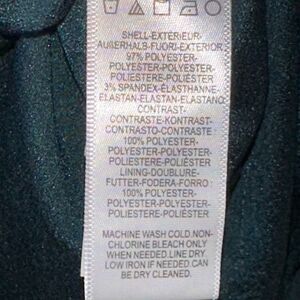 SHELL-EXTÉRIEUR-
AUßERHALB-FUORI-EXTERIOR:
97% POLYESTER-
POLYESTER-POLYESTER-
POLIESTERE-POLIÉSTER
3% SPANDEX-ÉLASTHANNE-
ELASTAN-ELASTAN-ELASTANO
CONTRAST-
CONTRASTE-KONTRAST-
CONTRASTO-CONTRASTE:
100% POLYESTER-
POLYESTER-POLYESTER-
POLIESTERE-POLIÉSTER
LINING-DOUBLURE-
FUTTER-FODERA-FORRO:
100% POLYESTER-
POLYESTER-POLYESTER-
POLIESTERE-POLIÉSTER
MACHINE WASH COLD.NON-
CHLORINE BLEACH ONLY
WHEN NEEDED.LINE DRY.
LOW IRON IF NEEDED.CAN
BE DRY CLEANED.